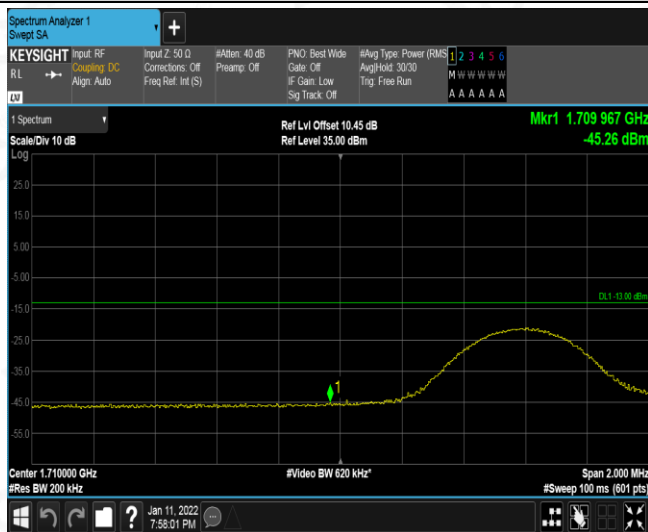 Spectrum Analyzer 1
Swept SA
+
KEYSIGHT
RL
LXI
Input: RF
Coupling: DC
Align: Auto
Input Z: 50 Ω
Corrections: Off
Freq Ref: Int (S)
#Atten: 40 dB
Preamp: Off
PNO: Best Wide
Gate: Off
IF Gain: Low
Sig Track: Off
#Avg Type: Power (RMS
Avg|Hold: 30/30
Trig: Free Run
1 2 3 4 5 6
M W W W W W
A A A A A A
1 Spectrum
Scale/Div 10 dB
Log
Ref Lvl Offset 10.45 dB
Ref Level 35.00 dBm
Mkr1 1.709 967 GHz
-45.26 dBm
25.0
15.0
5.00
-5.00
DL1 -13.00 dBm
-15.0
-25.0
-35.0
1
-45.0
-55.0
Center 1.710000 GHz
#Res BW 200 kHz
#Video BW 620 kHz*
Span 2.000 MHz
#Sweep 100 ms (601 pts)
?
Jan 11, 2022
7:58:01 PM